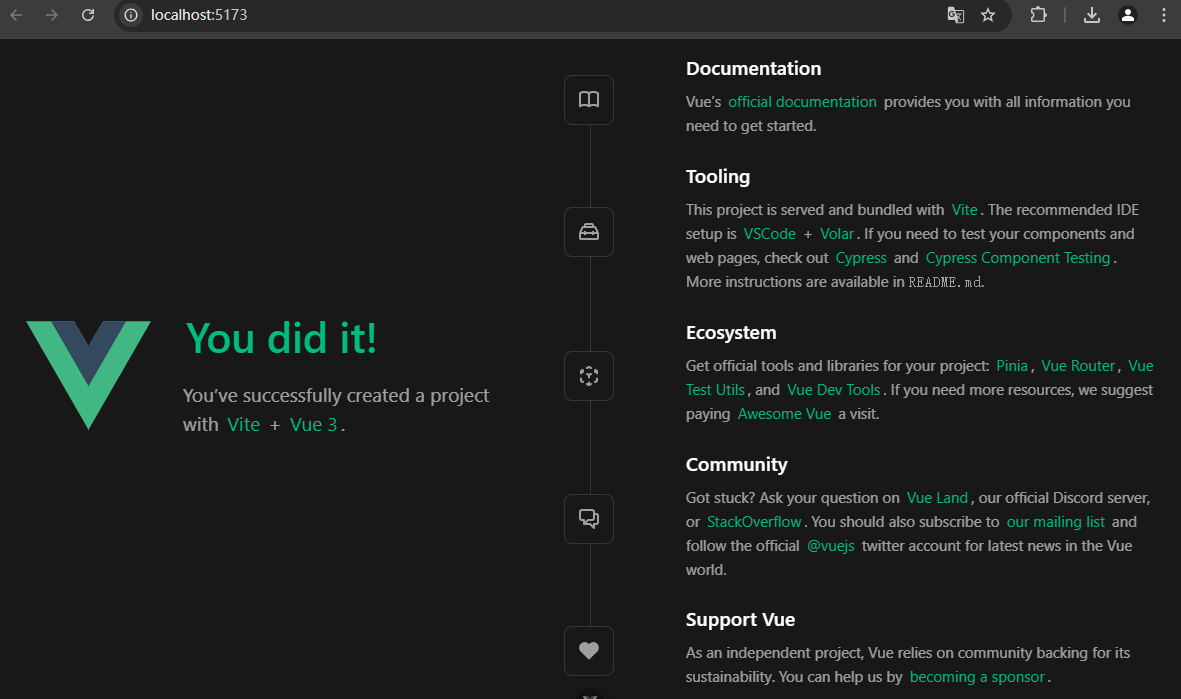 localhost:5173
You did it!
You’ve successfully created a project
with Vite + Vue 3.
Documentation
Vue’s official documentation provides you with all information you
need to get started.
Tooling
This project is served and bundled with Vite. The recommended IDE
setup is VSCode + Volar. If you need to test your components and
web pages, check out Cypress and Cypress Component Testing.
More instructions are available in README.md.
Ecosystem
Get official tools and libraries for your project: Pinia, Vue Router, Vue
Test Utils, and Vue Dev Tools. If you need more resources, we suggest
paying Awesome Vue a visit.
Community
Got stuck? Ask your question on Vue Land, our official Discord server,
or StackOverflow. You should also subscribe to our mailing list and
follow the official @vuejs twitter account for latest news in the Vue
world.
Support Vue
As an independent project, Vue relies on community backing for its
sustainability. You can help us by becoming a sponsor.